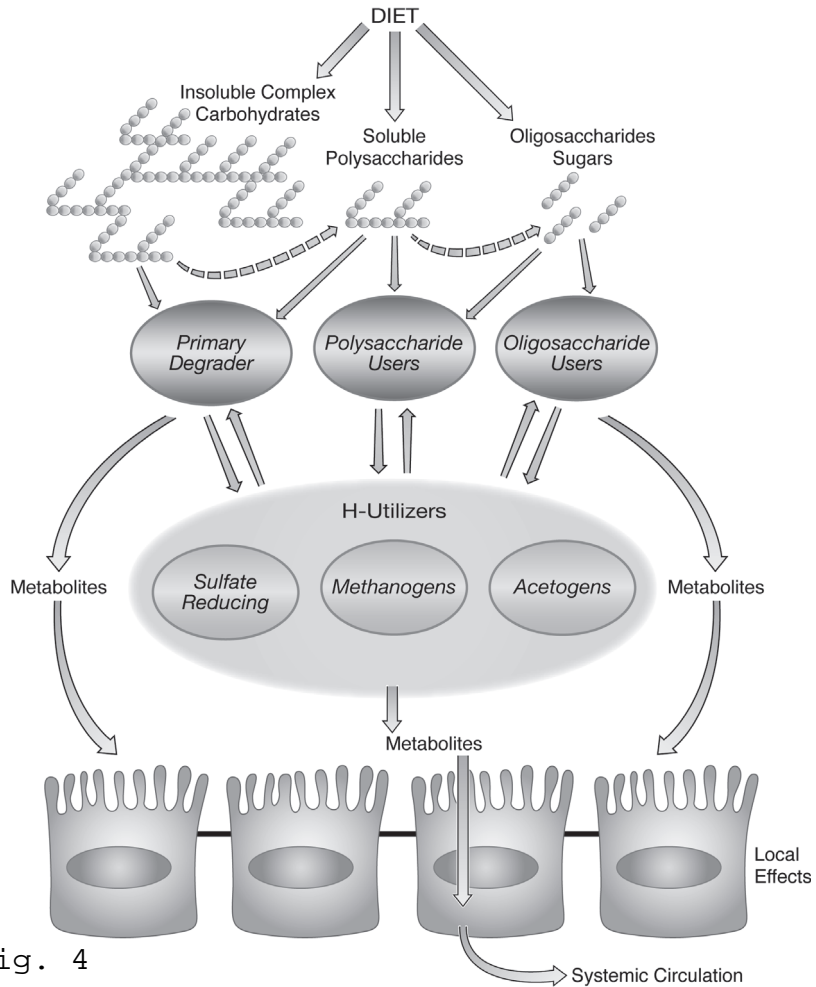 DIET
Insoluble Complex
Carbohydrates
Soluble
Polysaccharides
Oligosaccharides
Sugars
Primary
Degrader
Polysaccharide
Users
Oligosaccharide
Users
H-Utilizers
Sulfate
Reducing
Methanogens
Acetogens
Metabolites
Metabolites
Metabolites
Local
Effects
ig. 4
Systemic Circulation